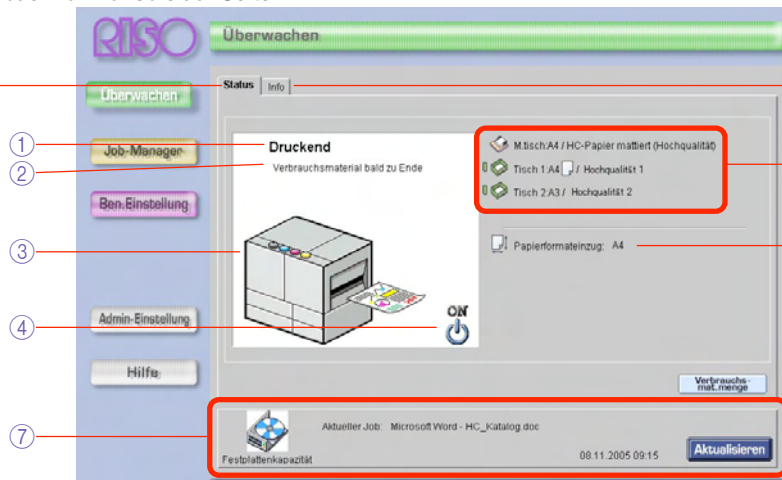 RISO
Überwachen
Überwachen
Status
Info
Job-Manager
Ben.Einstellung
Admin-Einstellung
Hilfe
1
2
3
4
7
Druckend
Verbrauchsmaterial bald zu Ende
ON
M.tisch:A4 / HC-Papier mattiert (Hochqualität)
Tisch 1:A4 / Hochqualität 1
Tisch 2:A3 / Hochqualität 2
Papierformateinzug: A4
Verbrauchs-
mat.menge
Aktueller Job: Microsoft Word - HC_Katalog.doc
Festplattenkapazität
08.11.2005 09:15
Aktualisieren